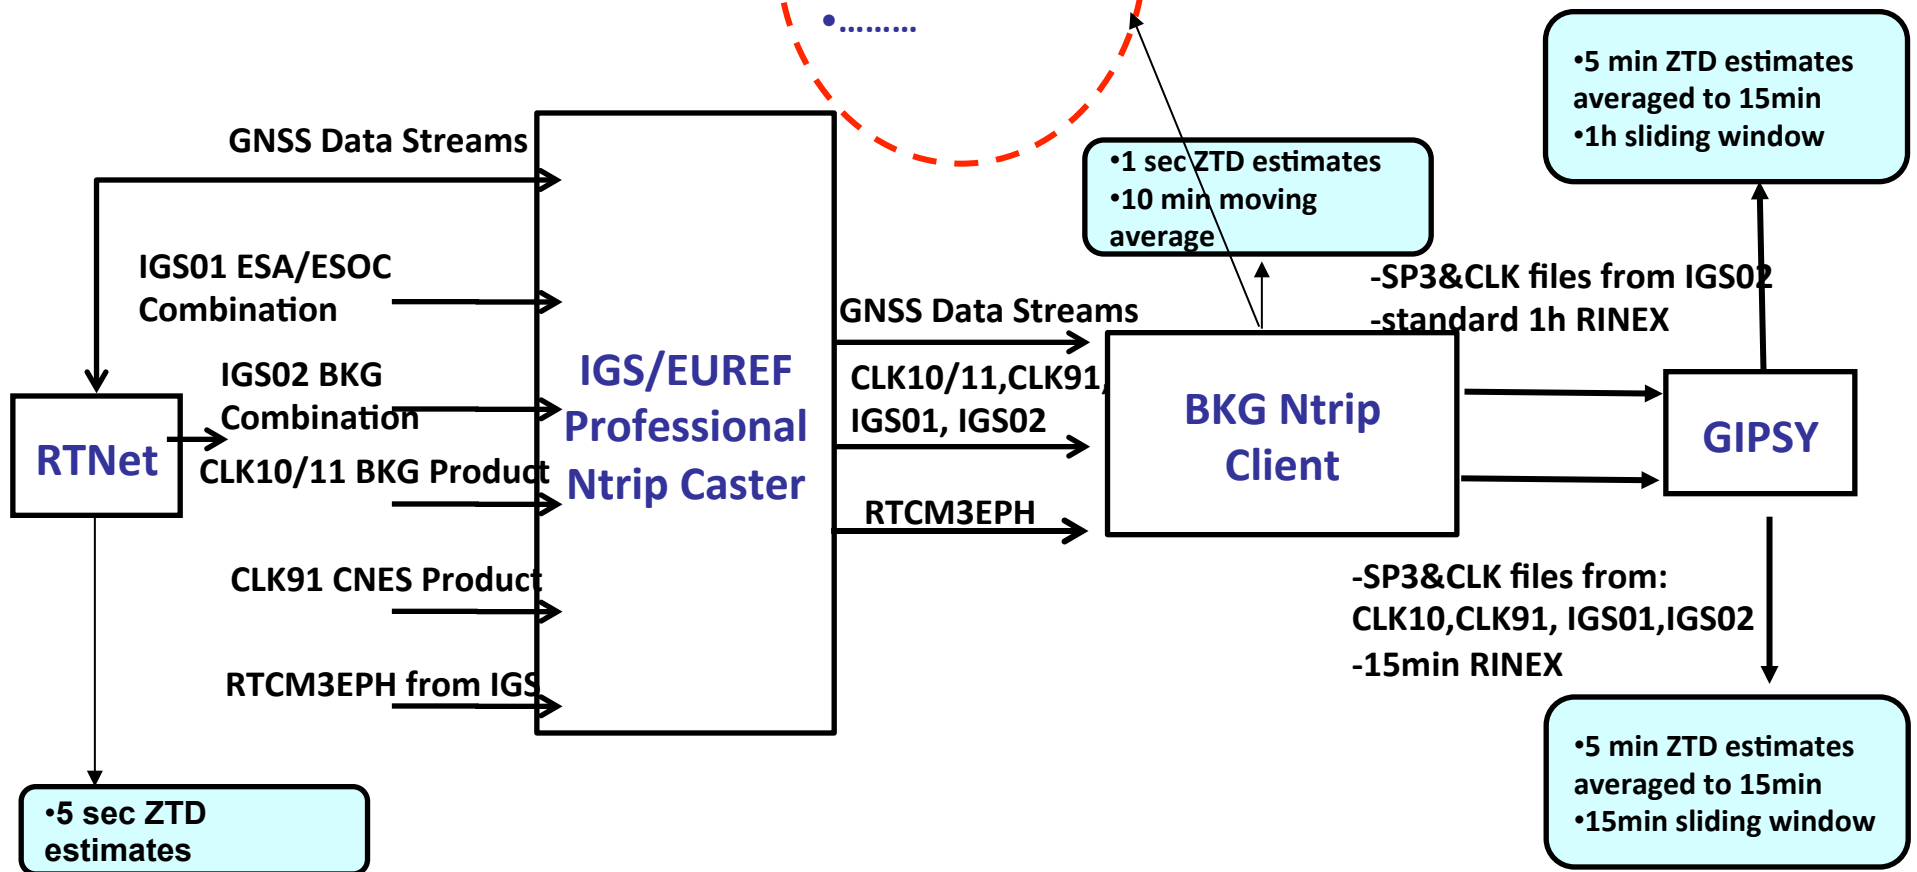 •.........
•5 min ZTD estimates
averaged to 15min
•1h sliding window
GNSS Data Streams
•1 sec ZTD estimates
•10 min moving
average
IGS01 ESA/ESOC
Combination
-SP3&CLK files from IGS02
-standard 1h RINEX
GNSS Data Streams
IGS02 BKG
Combination
IGS/EUREF
Professional
Ntrip Caster
CLK10/11,CLK91,
IGS01, IGS02
BKG Ntrip
Client
GIPSY
RTNet
CLK10/11 BKG Product
RTCM3EPH
CLK91 CNES Product
-SP3&CLK files from:
CLK10,CLK91, IGS01,IGS02
-15min RINEX
RTCM3EPH from IGS
•5 min ZTD estimates
averaged to 15min
•15min sliding window
•5 sec ZTD
estimates